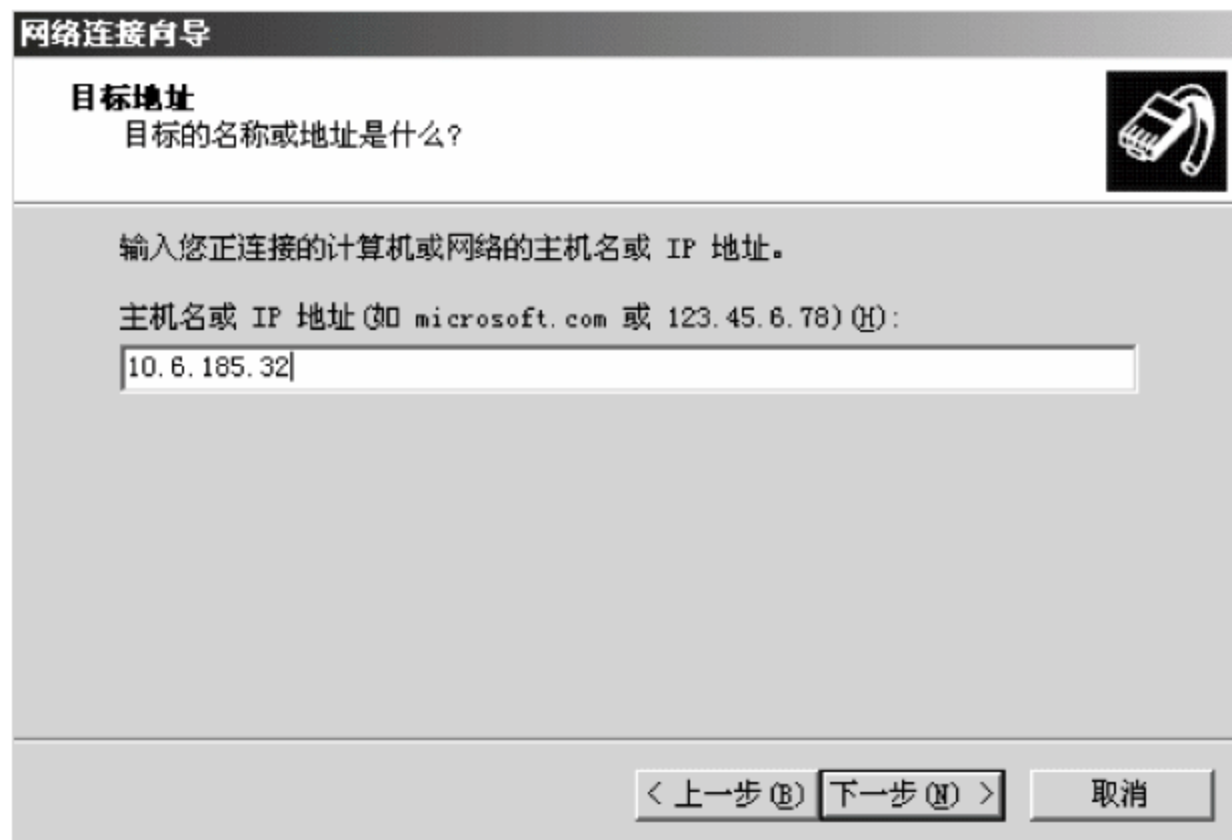 网络连接向导
目标地址
目标的名称或地址是什么?
输入您正连接的计算机或网络的主机名或 IP 地址。
主机名或 IP 地址(如 microsoft.com 或 123.45.6.78)(H):
10.6.185.32
< 上一步(B) 下一步(N) > 取消